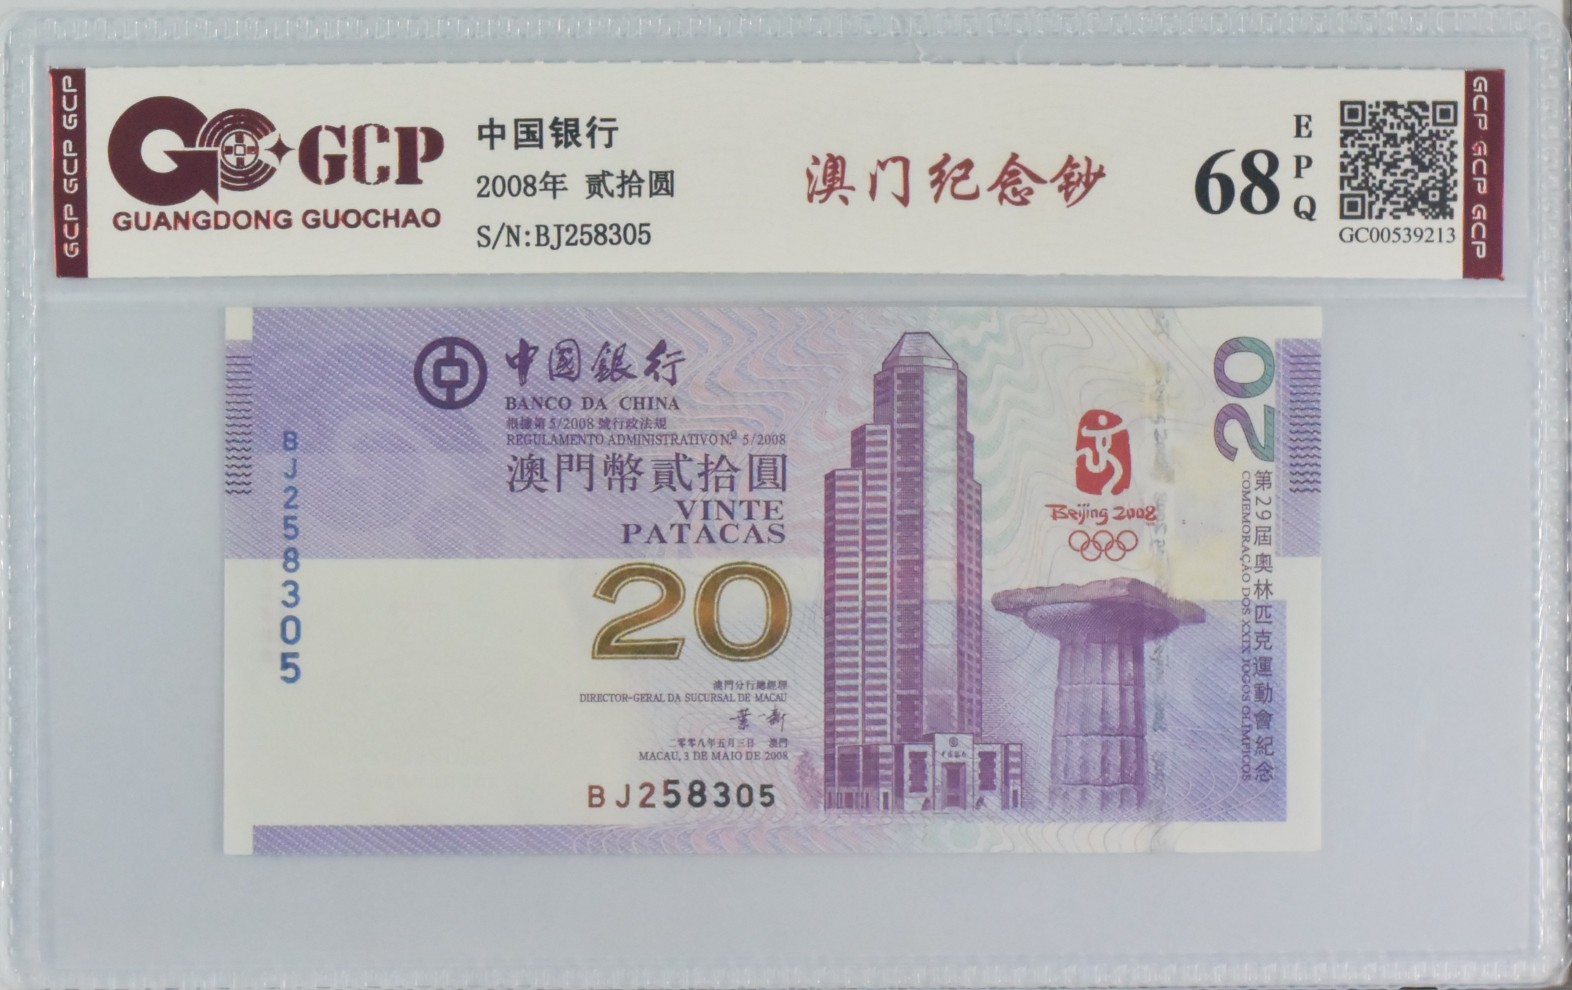 GCP GCP GCP
GCP
GUANGDONG GUOCHAO
中国银行
2008年 贰拾圆
S/N:BJ258305
澳门纪念钞
68
EPQ
GC00539213
GCP GCP GCP
中國銀行
BANCO DA CHINA
根據第5/2008號行政法規
REGULAMENTO ADMINISTRATIVO N.º 5/2008
澳門幣貳拾圓
VINTE
PATACAS
20
澳門分行總經理
DIRECTOR-GERAL DA SUCURSAL DE MACAU
二零零八年五月三日 澳門
MACAU, 3 DE MAIO DE 2008
BJ258305
BJ258305
Beijing 2008
20
第29屆奧林匹克運動會紀念
COMEMORAÇÃO DOS XXIX JOGOS OLÍMPICOS